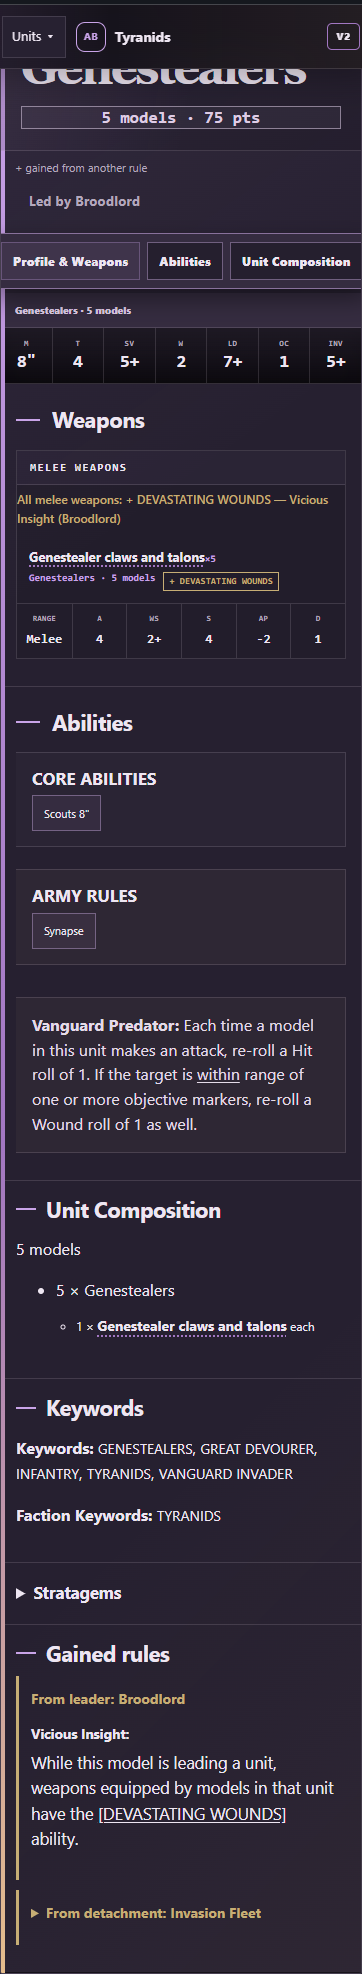 Units
AB
Tyranids
V2
Genestealers
5 models · 75 pts
+ gained from another rule
Led by Broodlord
Profile & Weapons
Abilities
Unit Composition
Genestealers · 5 models
M T SV W LD OC INV
8" 4 5+ 2 7+ 1 5+
Weapons
MELEE WEAPONS
All melee weapons: + DEVASTATING WOUNDS — Vicious
Insight (Broodlord)
Genestealer claws and talons×5
Genestealers · 5 models + DEVASTATING WOUNDS
RANGE A WS S AP D
Melee 4 2+ 4 -2 1
Abilities
CORE ABILITIES
Scouts 8"
ARMY RULES
Synapse
Vanguard Predator: Each time a model
in this unit makes an attack, re-roll a Hit
roll of 1. If the target is within range of
one or more objective markers, re-roll a
Wound roll of 1 as well.
Unit Composition
5 models
5 × Genestealers
1 × Genestealer claws and talons each
Keywords
Keywords: GENESTEALERS, GREAT DEVOURER,
INFANTRY, TYRANIDS, VANGUARD INVADER
Faction Keywords: TYRANIDS
Stratagems
Gained rules
From leader: Broodlord
Vicious Insight:
While this model is leading a unit,
weapons equipped by models in that unit
have the [DEVASTATING WOUNDS]
ability.
From detachment: Invasion Fleet